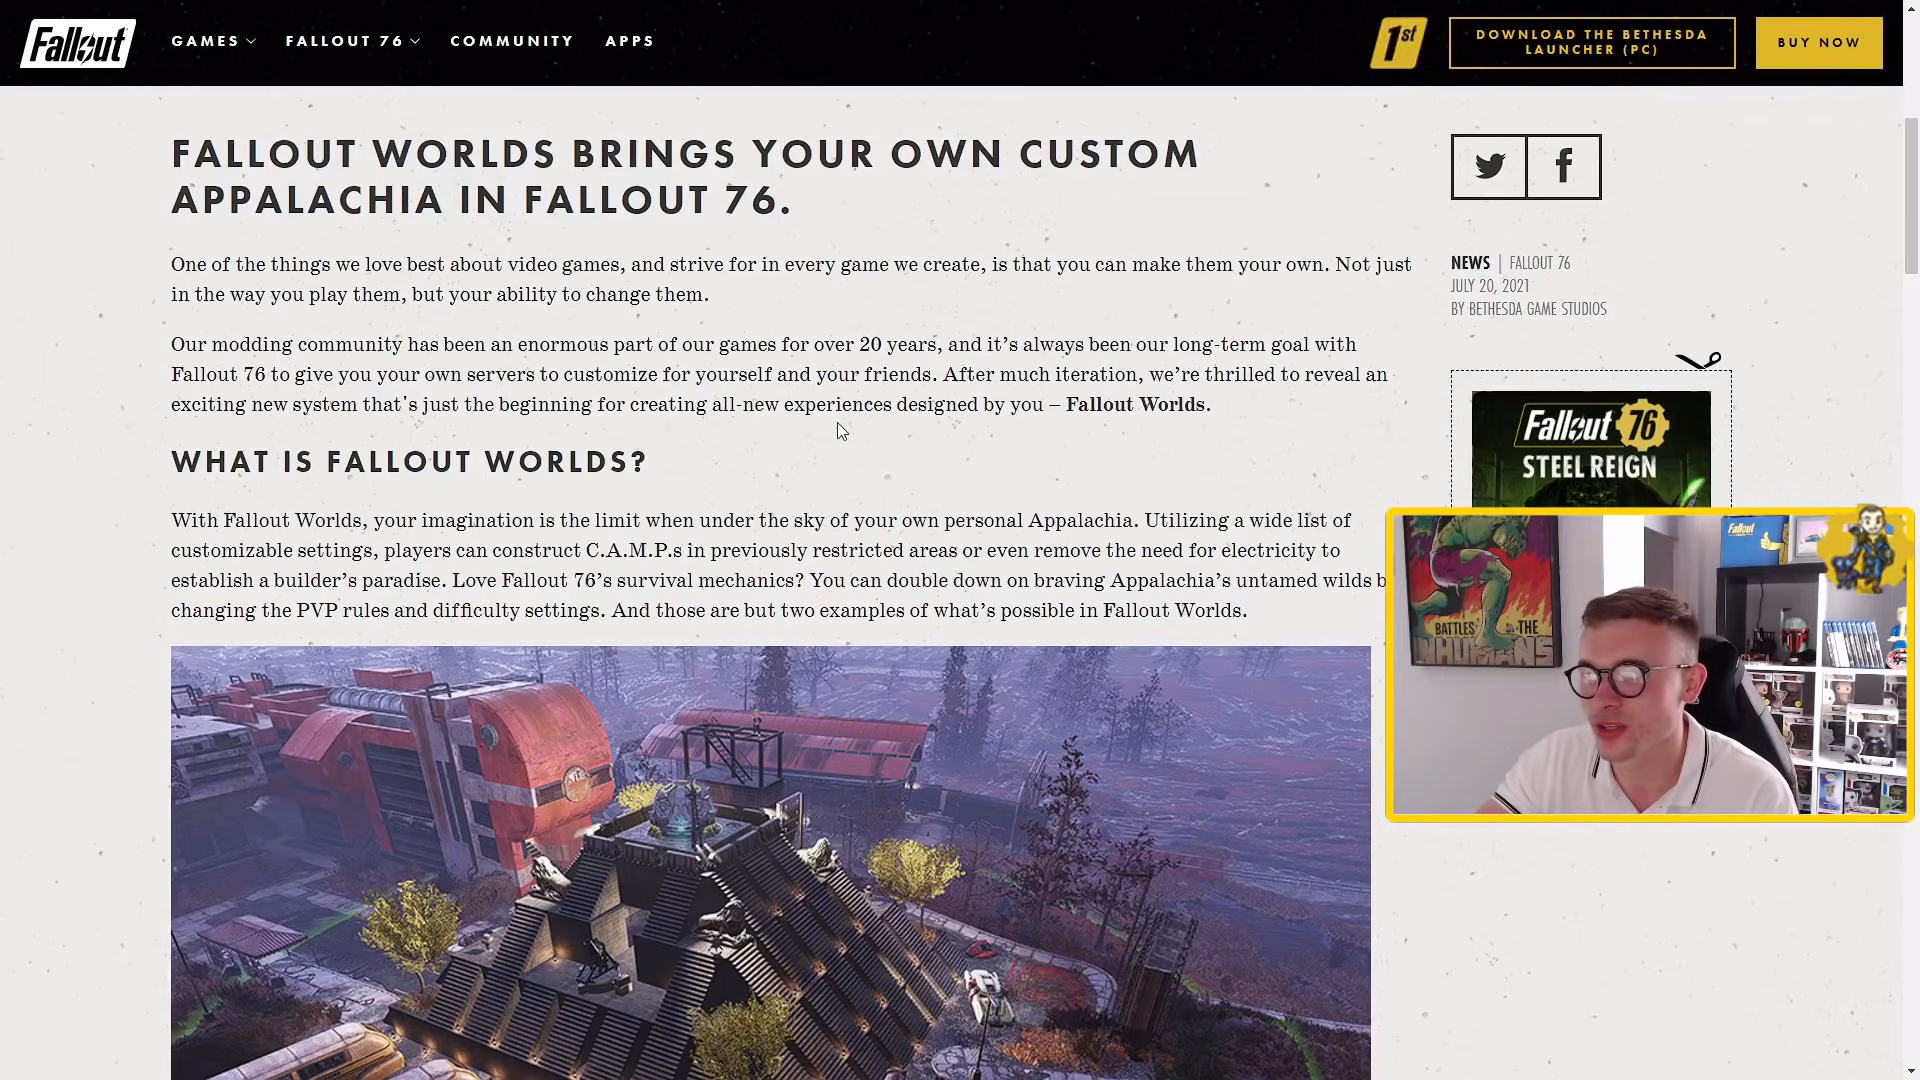 Fallout
GAMES
FALLOUT 76
COMMUNITY
APPS
1st
DOWNLOAD THE BETHESDA
LAUNCHER (PC)
BUY NOW
FALLOUT WORLDS BRINGS YOUR OWN CUSTOM
APPALACHIA IN FALLOUT 76.
One of the things we love best about video games, and strive for in every game we create, is that you can make them your own. Not just
in the way you play them, but your ability to change them.
Our modding community has been an enormous part of our games for over 20 years, and it's always been our long-term goal with
Fallout 76 to give you your own servers to customize for yourself and your friends. After much iteration, we're thrilled to reveal an
exciting new system that's just the beginning for creating all-new experiences designed by you – Fallout Worlds.
WHAT IS FALLOUT WORLDS?
With Fallout Worlds, your imagination is the limit when under the sky of your own personal Appalachia. Utilizing a wide list of
customizable settings, players can construct C.A.M.P.s in previously restricted areas or even remove the need for electricity to
establish a builder's paradise. Love Fallout 76's survival mechanics? You can double down on braving Appalachia's untamed wilds b
changing the PVP rules and difficulty settings. And those are but two examples of what's possible in Fallout Worlds.
NEWS | FALLOUT 76
JULY 20, 2021
BY BETHESDA GAME STUDIOS
Fallout 76
STEEL REIGN
Fallout
BATTLES THE
INHUMANS